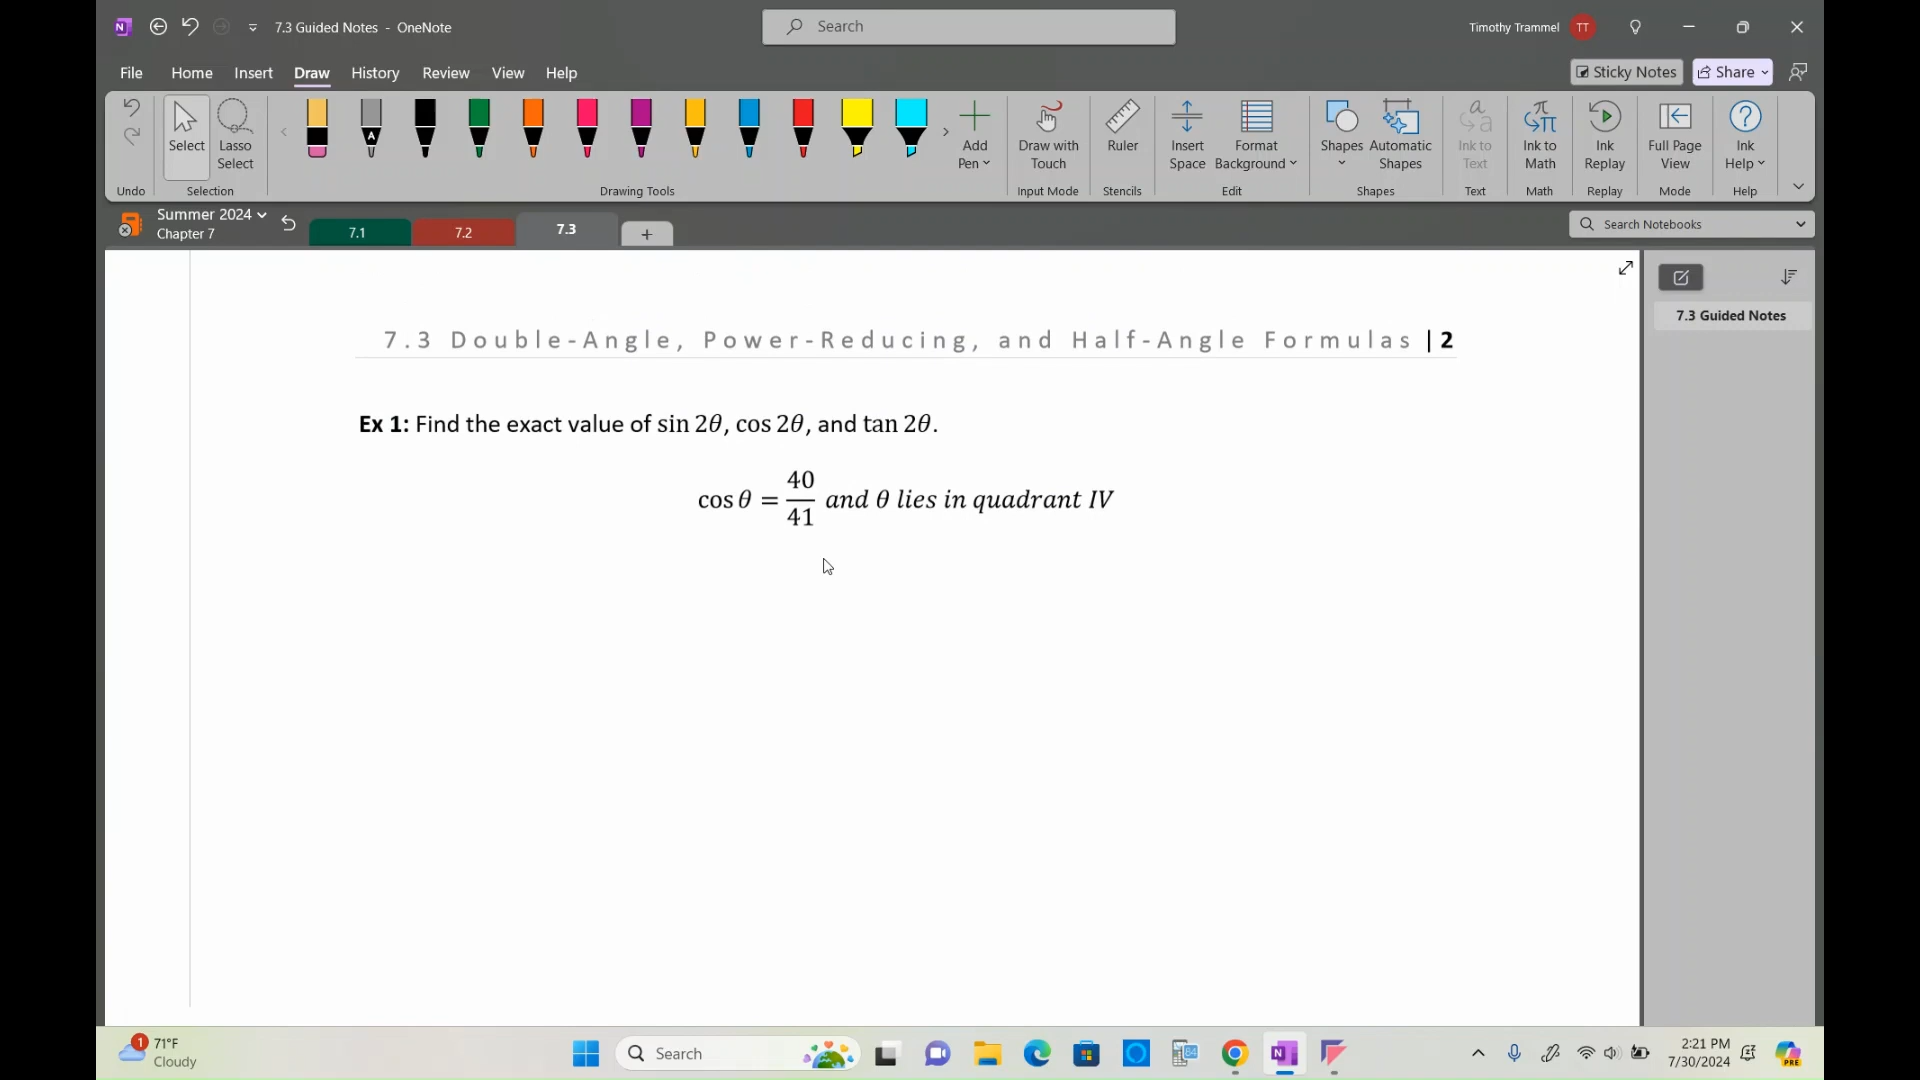 7.3 Guided Notes - OneNote
Search
Timothy Trammel TT
File Home Insert Draw History Review View Help
Sticky Notes Share
Undo
Select
Lasso Select
Selection
A
Drawing Tools
Add Pen
Draw with Touch
Input Mode
Ruler
Stencils
Insert Space
Format Background
Edit
Shapes
Automatic Shapes
Shapes
Ink to Text
Text
Ink to Math
Math
Ink Replay
Replay
Full Page View
Mode
Ink Help
Help
Summer 2024
Chapter 7
7.1 7.2 7.3 +
Search Notebooks
7.3 Guided Notes
7.3 Double-Angle, Power-Reducing, and Half-Angle Formulas | 2
Ex 1: Find the exact value of sin 2θ, cos 2θ, and tan 2θ.
cos θ = 40/41 and θ lies in quadrant IV
1
71°F
Cloudy
Search
84
2:21 PM
7/30/2024
PRE